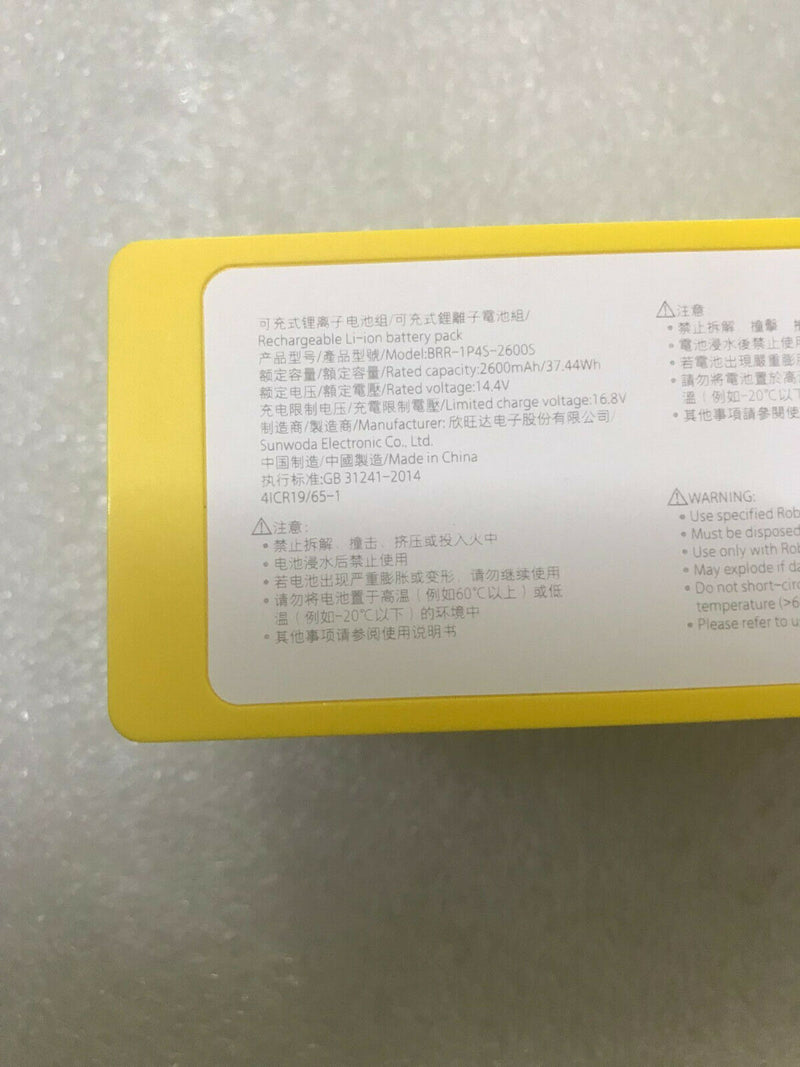 可充式锂离子电池组/可充式鋰離子電池組/
Rechargeable Li-ion battery pack
产品型号/產品型號/Model:BRR-1P4S-2600S
额定容量/額定容量/Rated capacity:2600mAh/37.44Wh
额定电压/額定電壓/Rated voltage:14.4V
充电限制电压/充電限制電壓/Limited charge voltage:16.8V
制造商/製造商/Manufacturer: 欣旺达电子股份有限公司/
Sunwoda Electronic Co., Ltd.
中国制造/中國製造/Made in China
执行标准:GB 31241-2014
4ICR19/65-1
⚠注意:
• 禁止拆解、撞击、挤压或投入火中
• 电池浸水后禁止使用
• 若电池出现严重膨胀或变形，请勿继续使用
• 请勿将电池置于高温（例如60℃以上）或低
温（例如-20℃以下）的环境中
• 其他事项请参阅使用说明书
⚠注意
• 禁止拆解、撞擊、
• 電池浸水後禁止使用
• 若電池出現嚴重膨
• 請勿將電池置於高
溫（例如-20℃以下
• 其他事項請參閱使
⚠WARNING:
• Use specified Rob
• Must be disposed
• Use only with Rob
• May explode if da
• Do not short-circ
temperature (>6
• Please refer to u